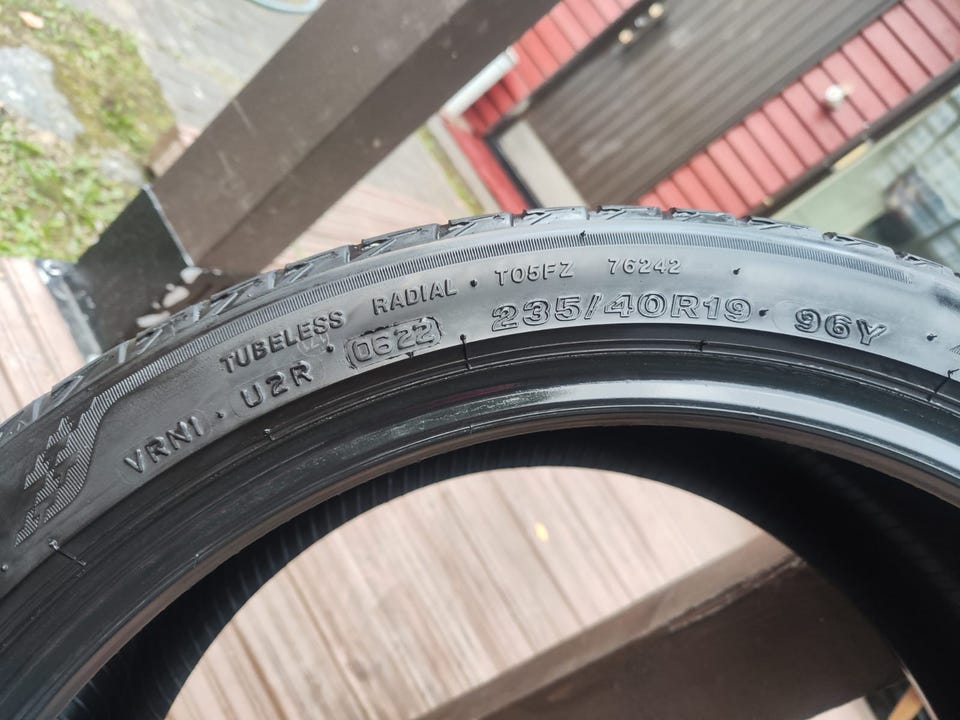 TUBELESS RADIAL · T05FZ 76242
VRN1 · U2R 0622 235/40R19 · 96Y